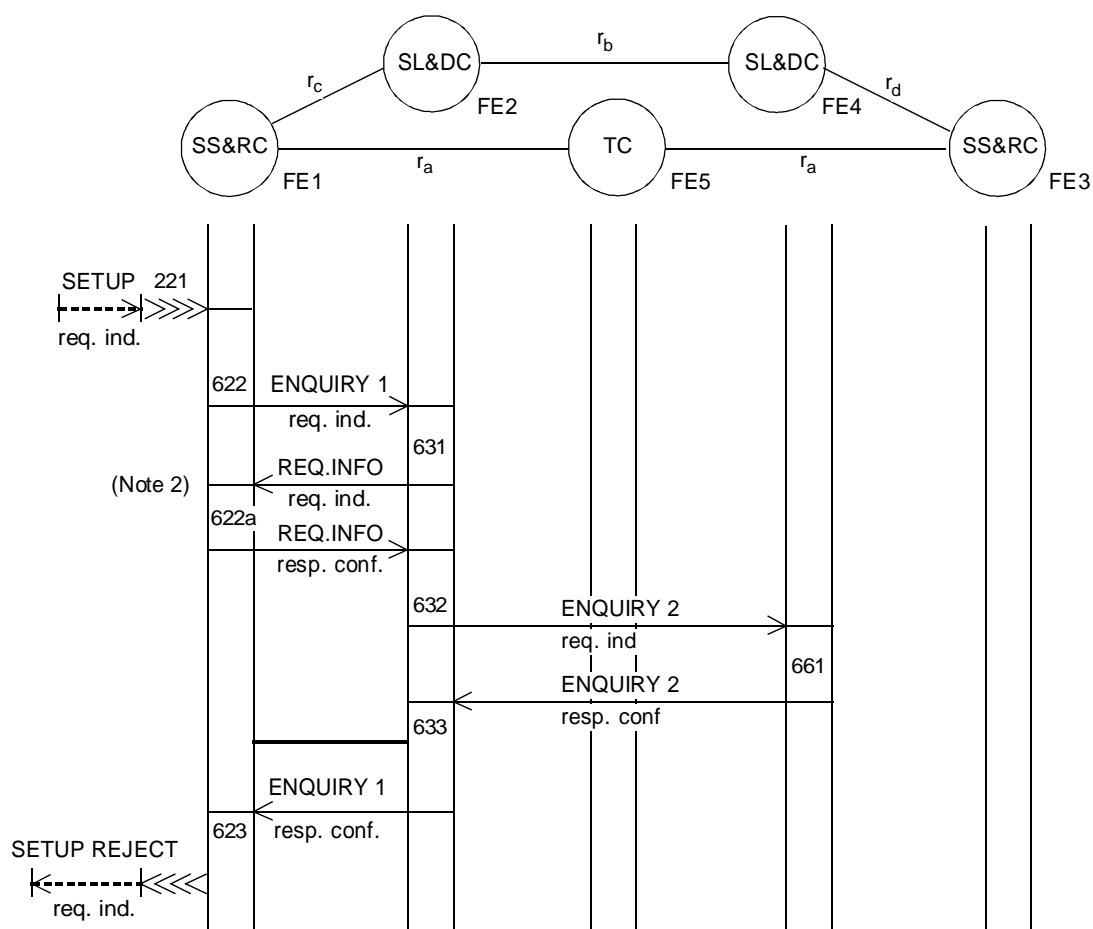 SL&DC
FE2
r_b
SL&DC
FE4
r_c
r_d
SS&RC
FE1
r_a
TC
FE5
r_a
SS&RC
FE3
SETUP 221
req. ind.
622 ENQUIRY 1
req. ind.
631
(Note 2)
REQ.INFO
req. ind.
622a
REQ.INFO
resp. conf.
632
ENQUIRY 2
req. ind
661
ENQUIRY 2
resp. conf
633
ENQUIRY 1
resp. conf.
623
SETUP REJECT
req. ind.